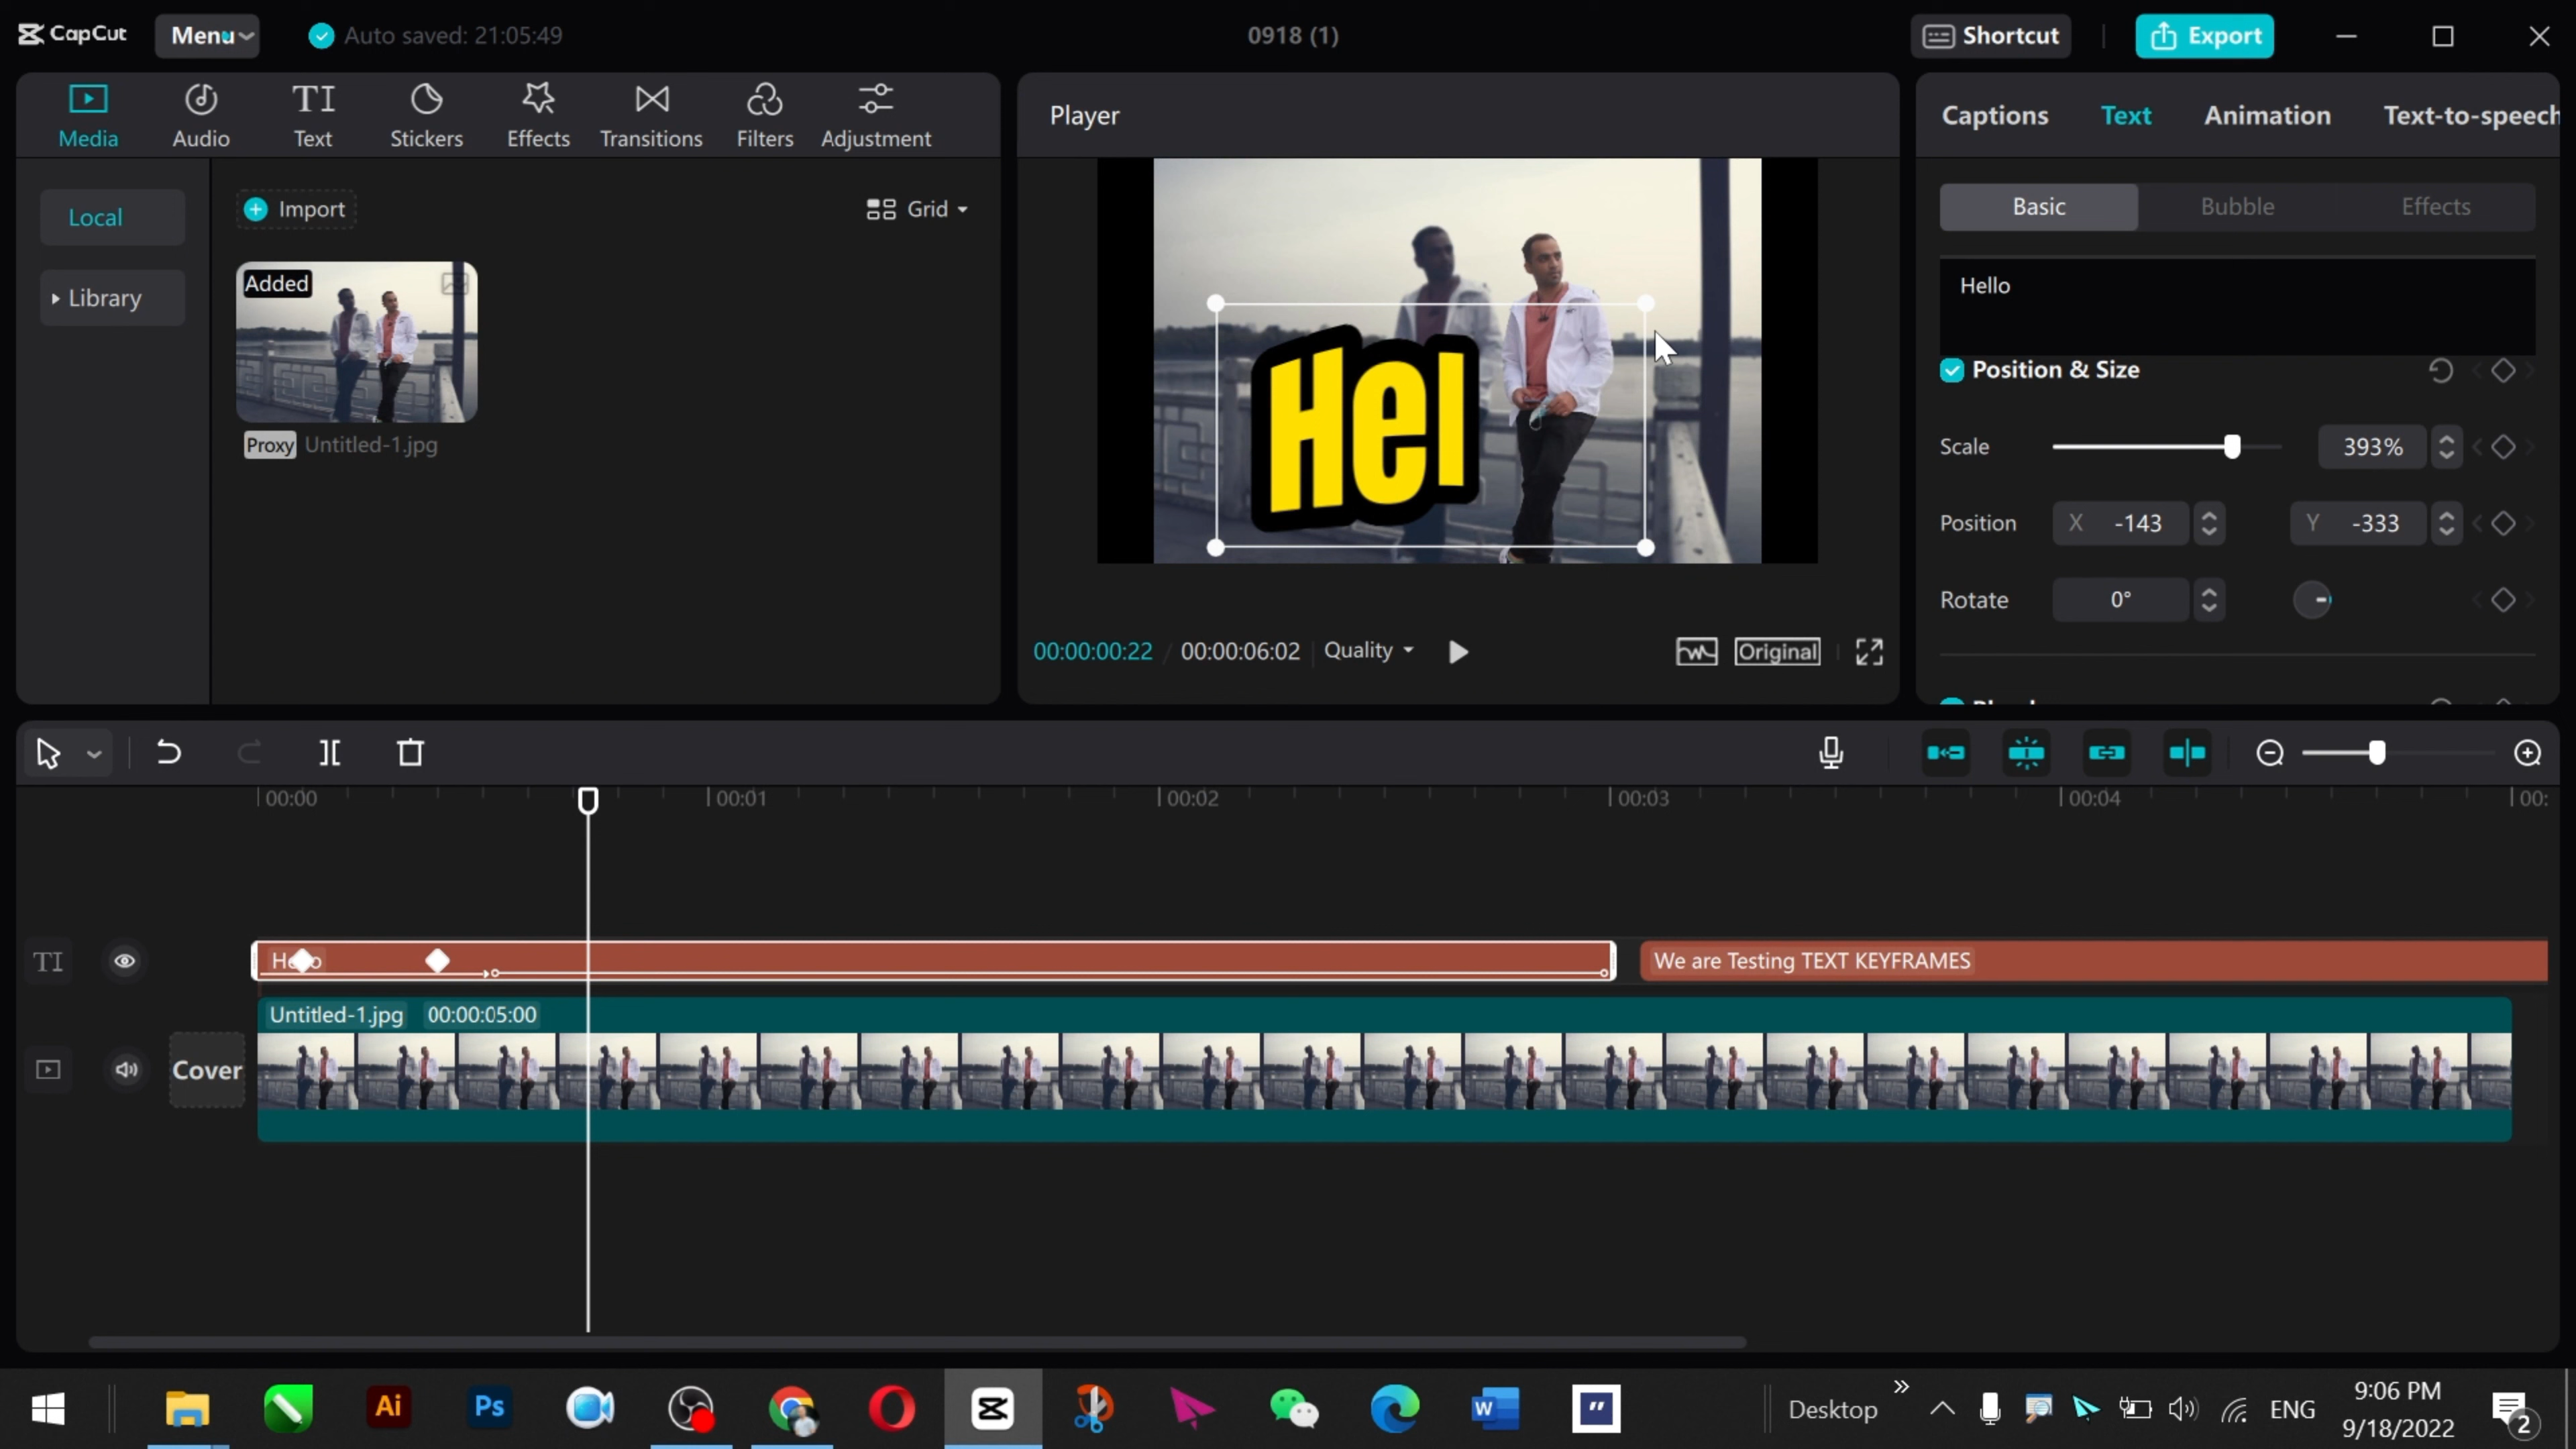 CapCut
Menu
Auto saved: 21:05:49
0918 (1)
Shortcut
Export
Media
Audio
Text
Stickers
Effects
Transitions
Filters
Adjustment
Local
Library
Import
Grid
Added
Proxy
Untitled-1.jpg
Player
Hel
00:00:00:22 / 00:00:06:02
Quality
Original
Captions
Text
Animation
Text-to-speech
Basic
Bubble
Effects
Hello
Position & Size
Scale
393%
Position
X -143
Y -333
Rotate
0°
00:00
00:01
00:02
00:03
00:04
00:
TI
Hello
We are Testing TEXT KEYFRAMES
Untitled-1.jpg 00:00:05:00
Cover
Ai
Ps
W
Desktop
ENG
9:06 PM
9/18/2022
2